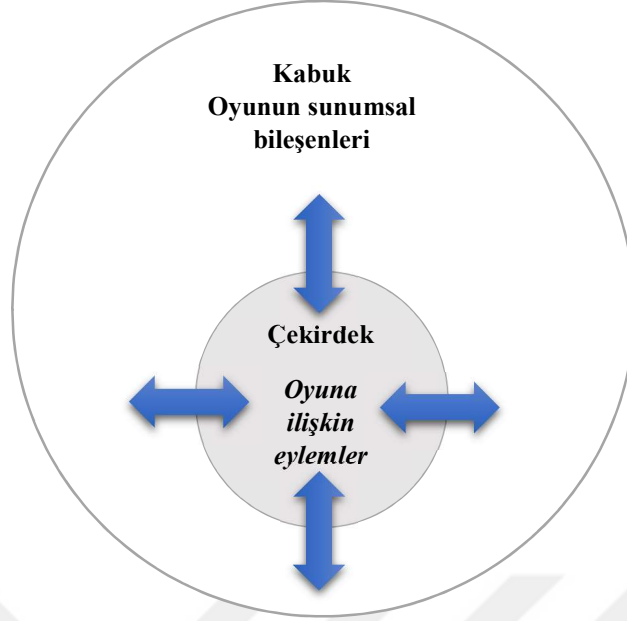 Kabuk
Oyunun sunumsal
bileşenleri
Çekirdek
Oyuna
ilişkin
eylemler